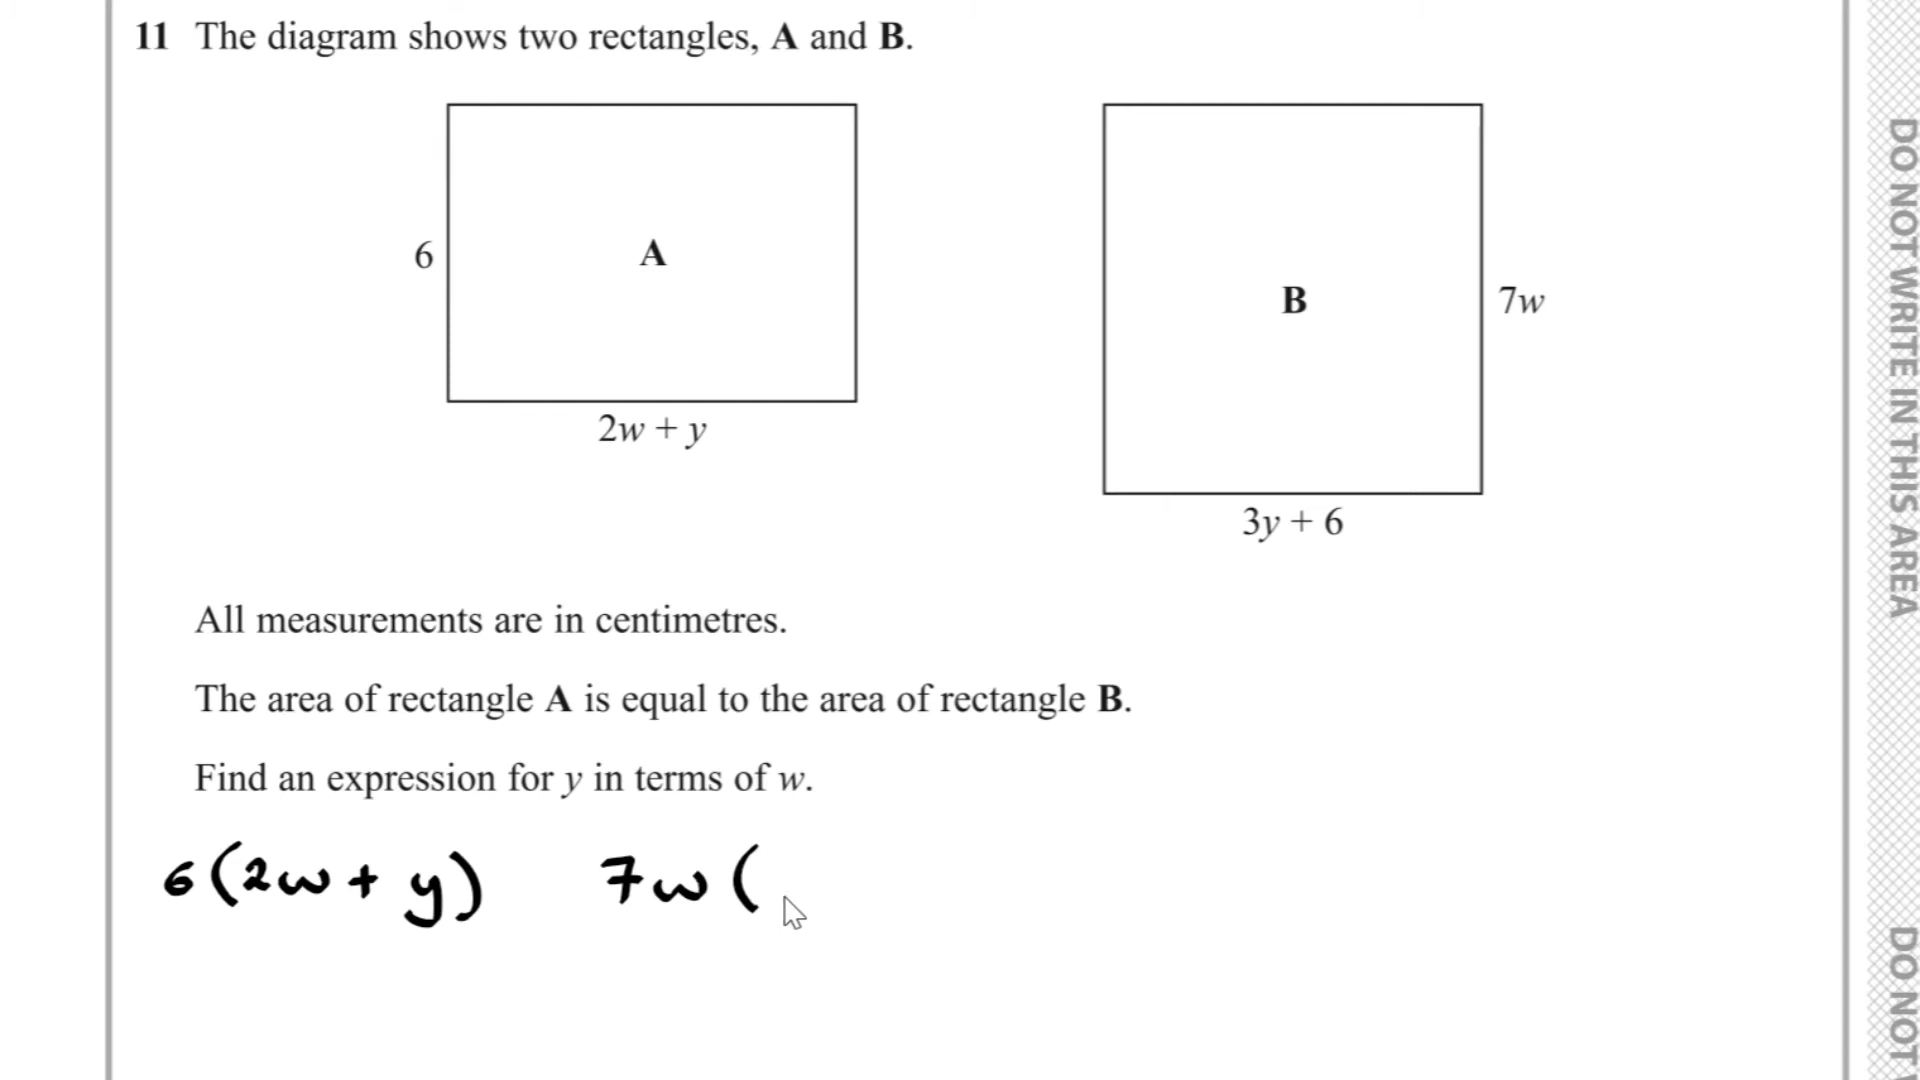 11 The diagram shows two rectangles, A and B.
6
A
2w + y
B
7w
3y + 6
All measurements are in centimetres.
The area of rectangle A is equal to the area of rectangle B.
Find an expression for y in terms of w.
6(2w + y) 7w (
DO NOT WRITE IN THIS AREA
DO NOT